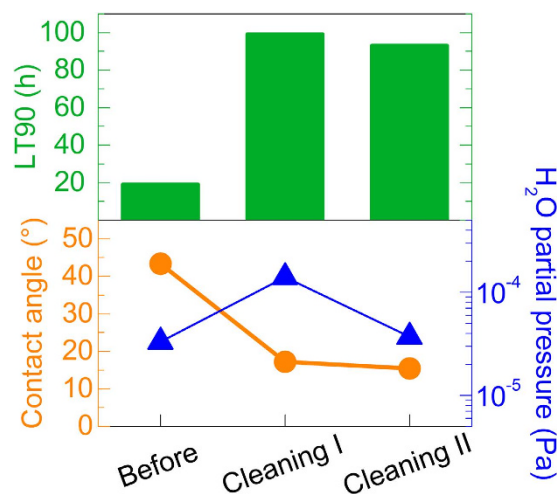 LT90 (h)
100
80
60
40
20
Contact angle (°)
50
40
30
20
10
0
H₂O partial pressure (Pa)
10⁻⁴
10⁻⁵
Before
Cleaning I
Cleaning II